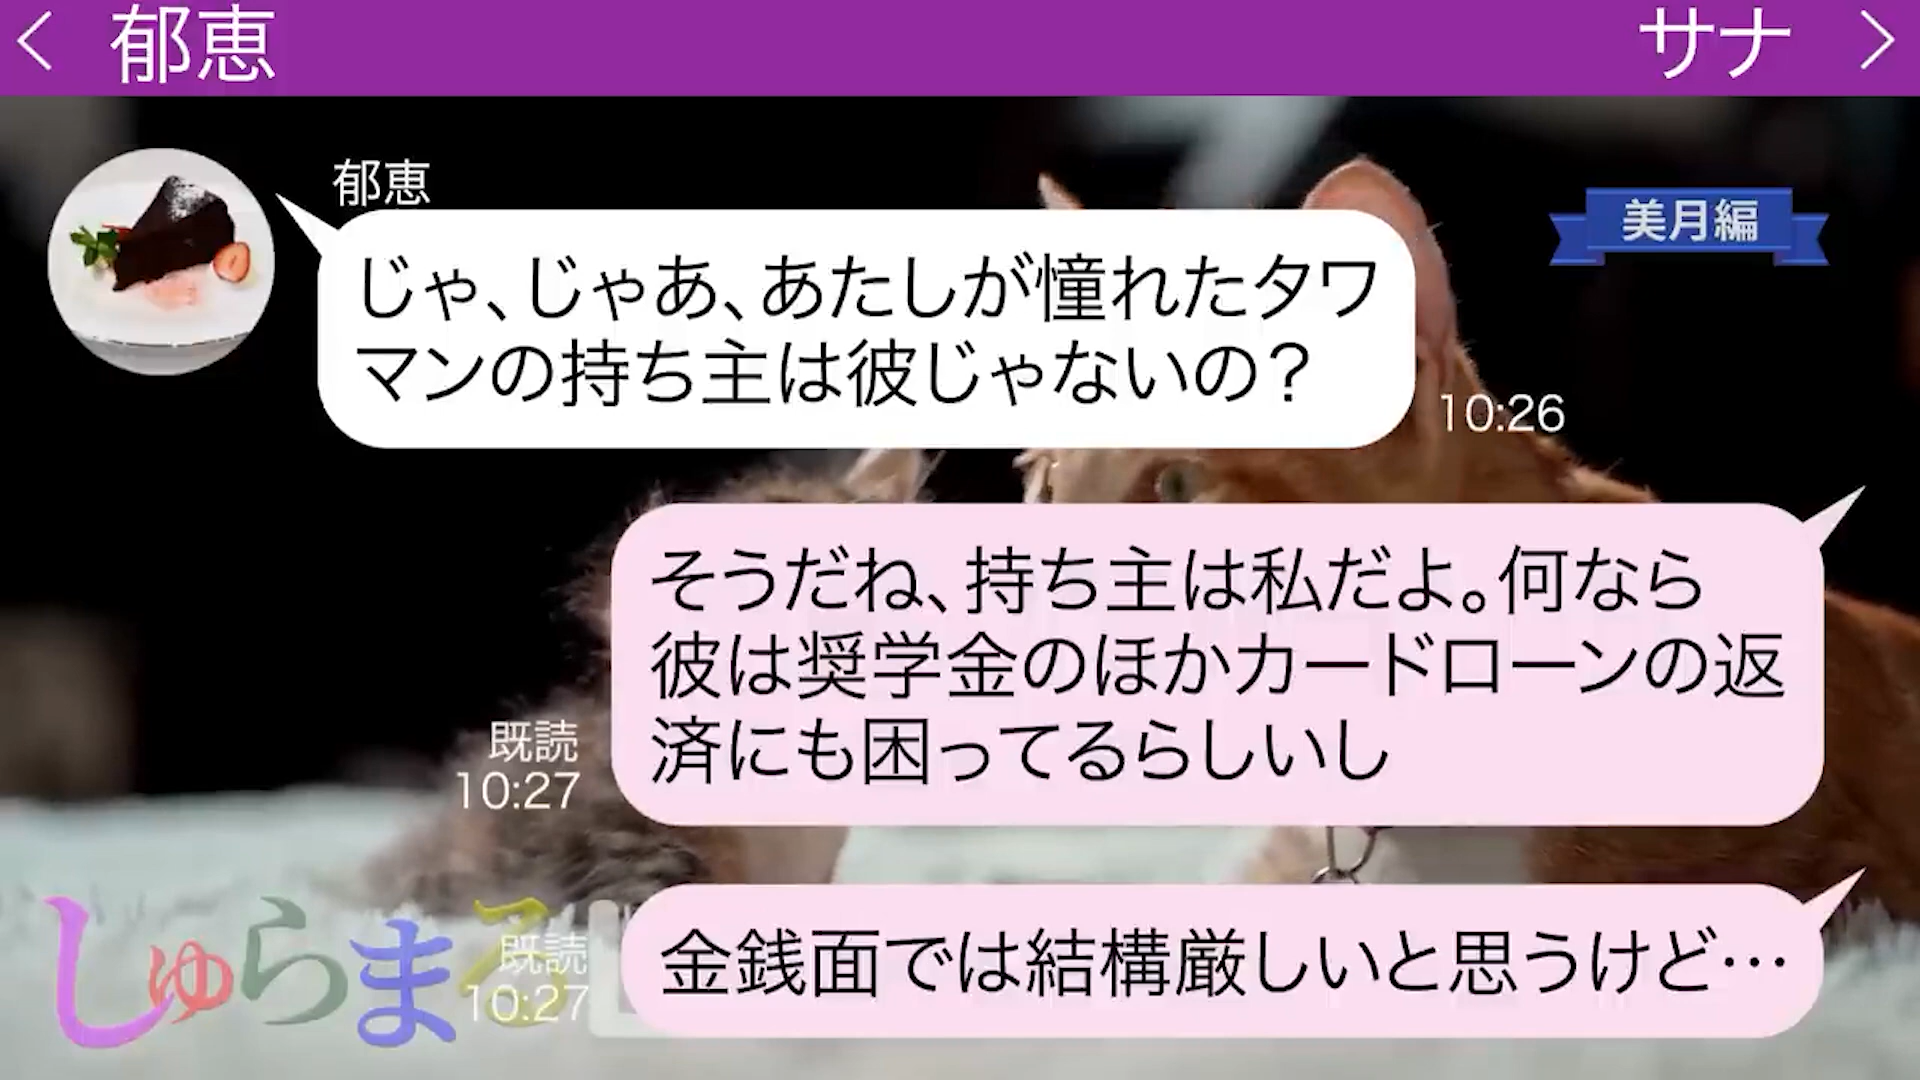 郁恵
サナ
郁恵
美月編
じゃ、じゃあ、あたしが憧れたタワ
マンの持ち主は彼じゃないの？
10:26
そうだね、持ち主は私だよ。何なら
彼は奨学金のほかカードローンの返
済にも困ってるらしいし
既読
10:27
金銭面では結構厳しいと思うけど…
既読
10:27
しゅらまる